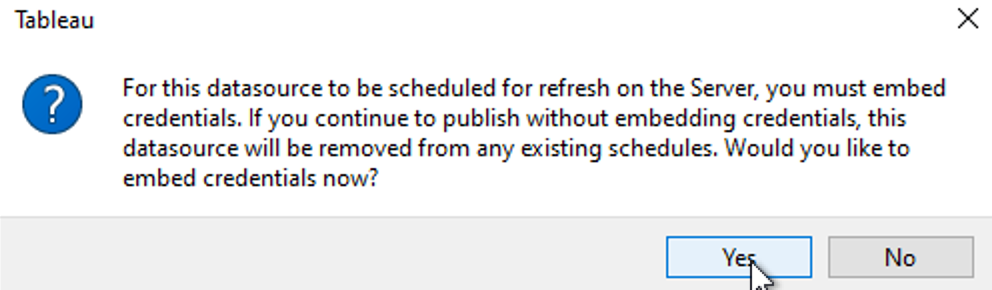 Tableau
For this datasource to be scheduled for refresh on the Server, you must embed
credentials. If you continue to publish without embedding credentials, this
datasource will be removed from any existing schedules. Would you like to
embed credentials now?
Yes
No